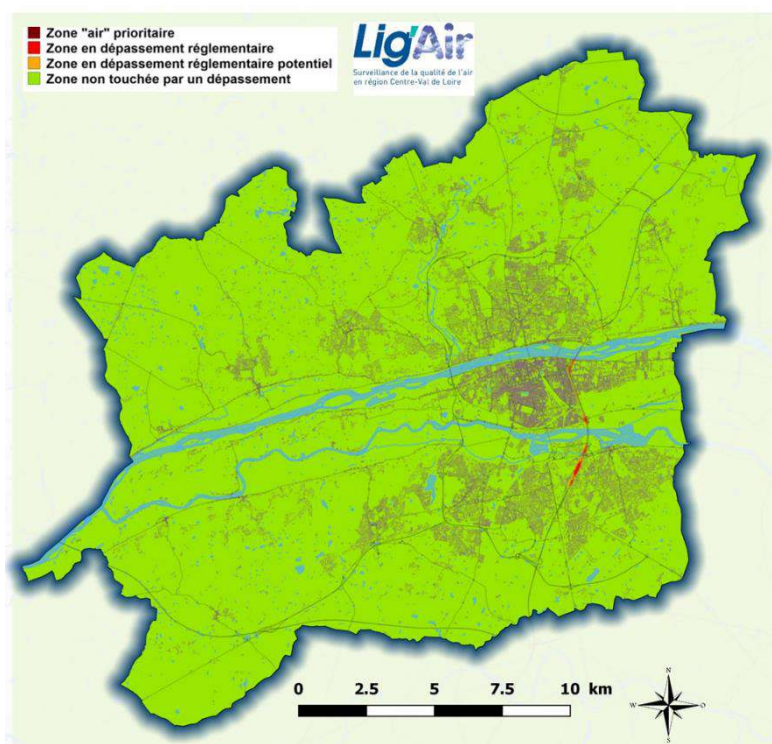 Zone "air" prioritaire
Zone en dépassement réglementaire
Zone en dépassement réglementaire potentiel
Zone non touchée par un dépassement
Lig'Air
Surveillance de la qualité de l'air
en région Centre-Val de Loire
0 2.5 5 7.5 10 km
N
W O
S